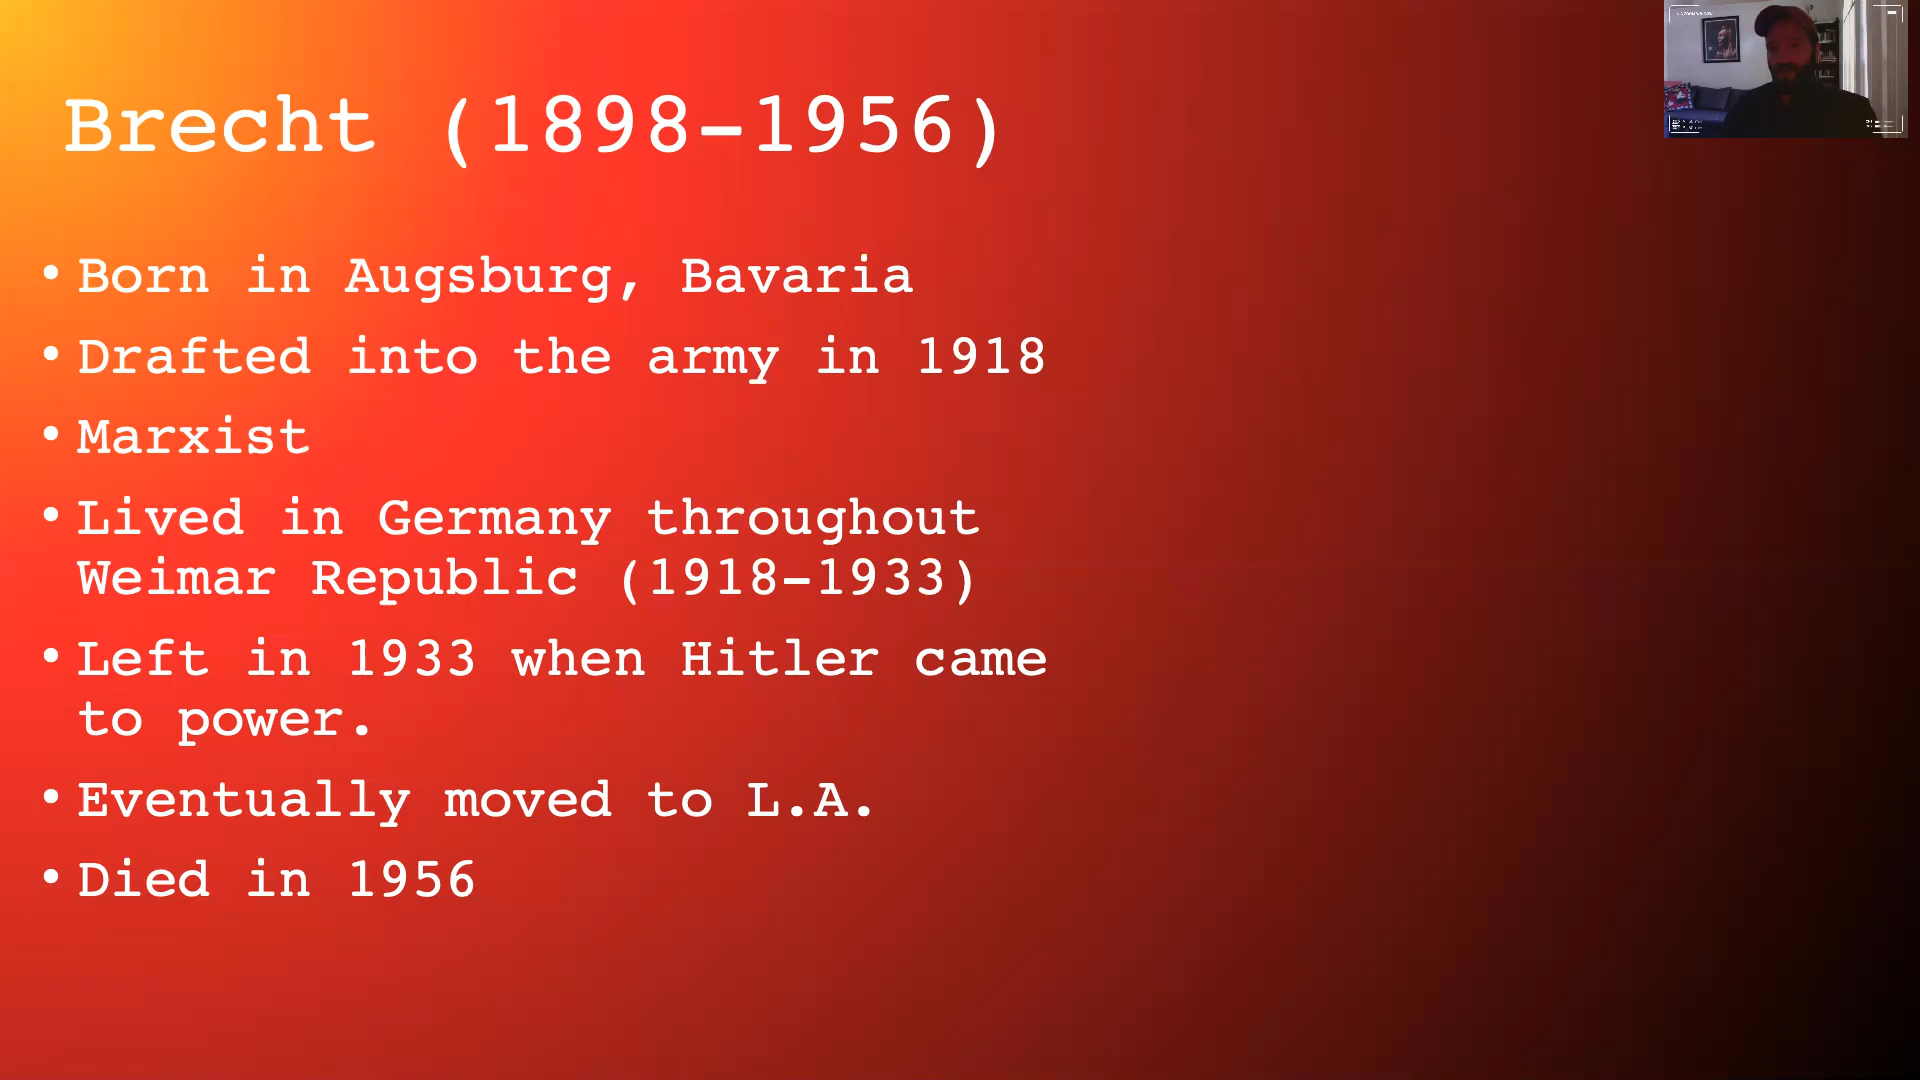 Brecht (1898-1956)
• Born in Augsburg, Bavaria
• Drafted into the army in 1918
• Marxist
• Lived in Germany throughout
Weimar Republic (1918-1933)
• Left in 1933 when Hitler came
to power.
• Eventually moved to L.A.
• Died in 1956